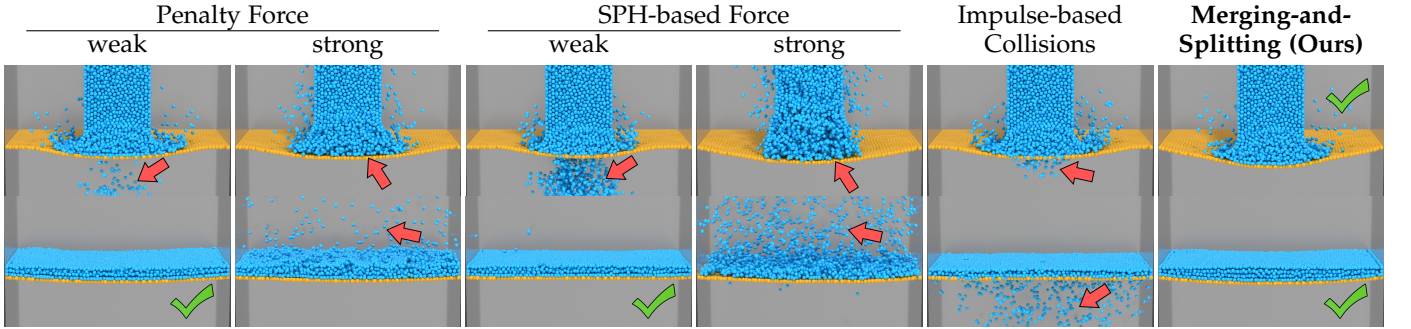 Penalty Force
SPH-based Force
Impulse-based
Collisions
Merging-and-
Splitting (Ours)
weak
strong
weak
strong